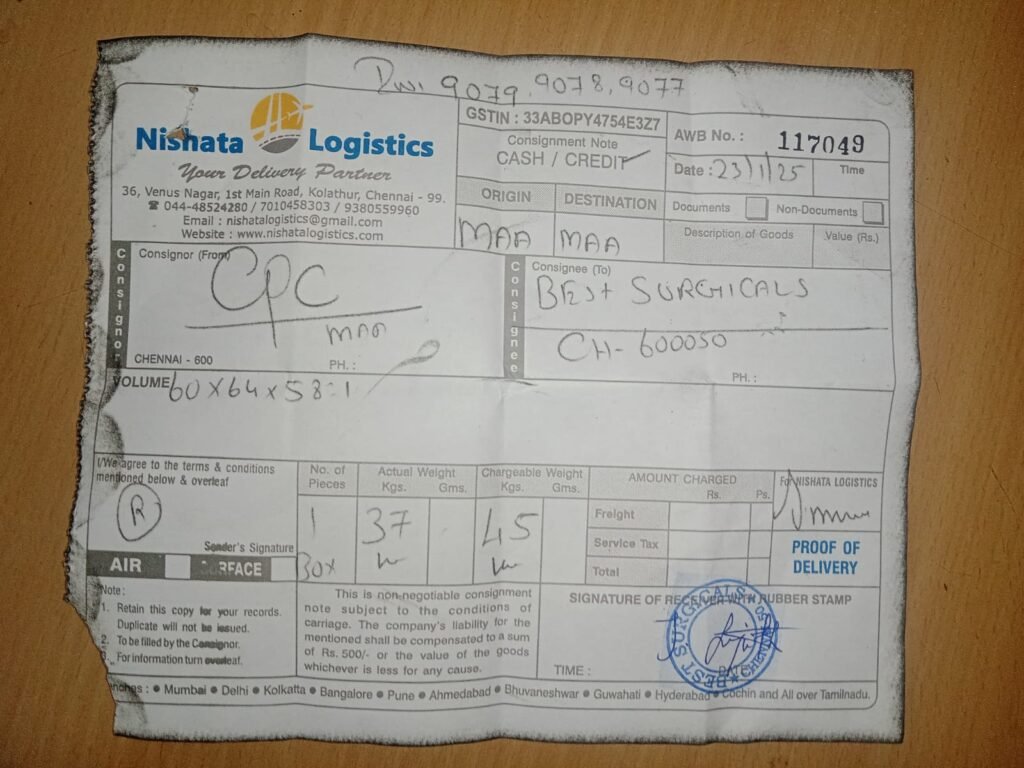 9079, 9078, 9077
Nishata Logistics
Your Delivery Partner
36, Venus Nagar, 1st Main Road, Kolathur, Chennai - 99.
☎ 044-48524280 / 7010458303 / 9380559960
Email : nishatalogistics@gmail.com
Website : www.nishatalogistics.com
GSTIN : 33ABOPY4754E3Z7
Consignment Note
CASH / CREDIT
AWB No. : 117049
Date : 23/1/25
Time
ORIGIN DESTINATION
MAA MAA
Documents Non-Documents
Description of Goods Value (Rs.)
Consignor
Consignor (From)
CPC
MAA
CHENNAI - 600 PH. :
Consignee
Consignee (To)
BEST SURGICALS
CH- 600050
PH. :
VOLUME 60x64x58=1
I/We agree to the terms & conditions
mentioned below & overleaf
R
Sender's Signature
AIR RFACE
No. of Pieces
1
Box
Actual Weight
Kgs. Gms.
37
Chargeable Weight
Kgs. Gms.
45
AMOUNT CHARGED
Rs. Ps.
Freight
Service Tax
Total
For NISHATA LOGISTICS
PROOF OF
DELIVERY
Note :
1. Retain this copy for your records.
Duplicate will not be issued.
2. To be filled by the Consignor.
3. For information turn overleaf.
This is non-negotiable consignment
note subject to the conditions of
carriage. The company's liability for the
mentioned shall be compensated to a sum
of Rs. 500/- or the value of the goods
whichever is less for any cause.
SIGNATURE OF RECEIVER WITH RUBBER STAMP
TIME : DATE
BEST SURGICALS
CHENNAI
nches : ● Mumbai ● Delhi ● Kolkatta ● Bangalore ● Pune ● Ahmedabad ● Bhuvaneshwar ● Guwahati ● Hyderabad ● Cochin and All over Tamilnadu.